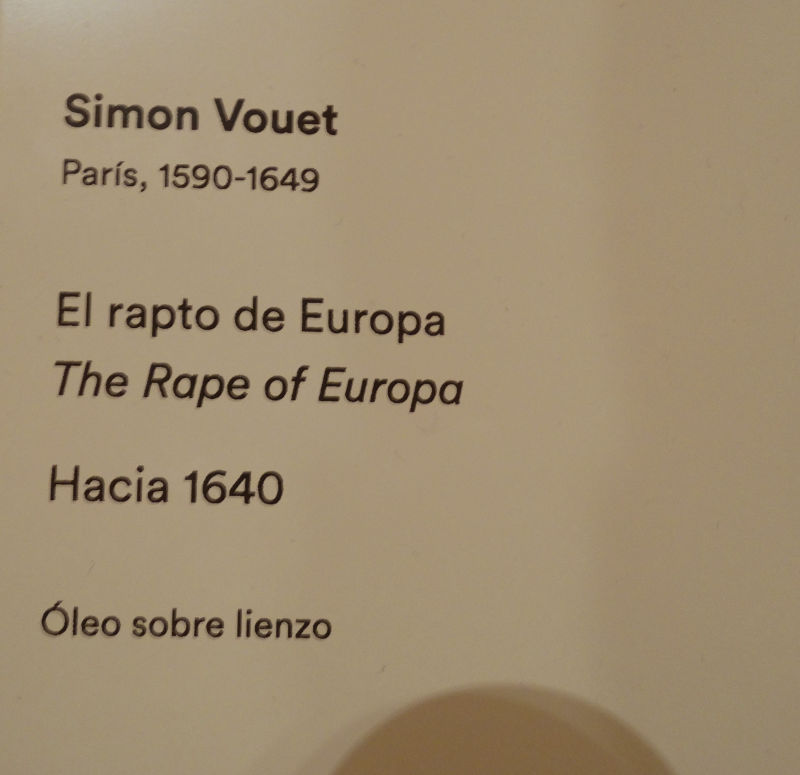 Simon Vouet
París, 1590-1649
El rapto de Europa
The Rape of Europa
Hacia 1640
Óleo sobre lienzo